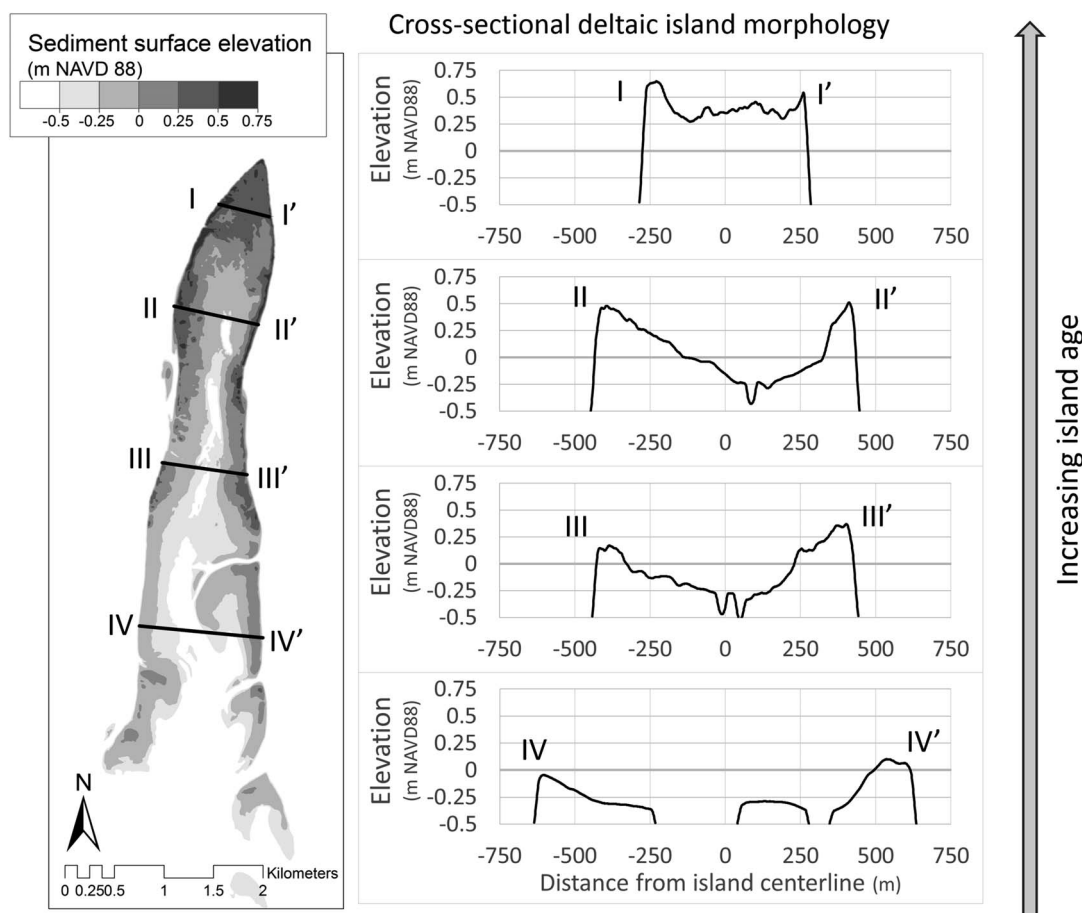 Cross-sectional deltaic island morphology
Sediment surface elevation
(m NAVD 88)
-0.5 -0.25 0 0.25 0.5 0.75
I I’
II II’
III III’
IV IV’
N
0 0.25 0.5 1 1.5 2 Kilometers
Elevation
(m NAVD88)
0.75
0.5
0.25
0
-0.25
-0.5
I I’
-750 -500 -250 0 250 500 750
Elevation
(m NAVD88)
0.75
0.5
0.25
0
-0.25
-0.5
II II’
-750 -500 -250 0 250 500 750
Elevation
(m NAVD88)
0.75
0.5
0.25
0
-0.25
-0.5
III III’
-750 -500 -250 0 250 500 750
Elevation
(m NAVD88)
0.75
0.5
0.25
0
-0.25
-0.5
IV IV’
-750 -500 -250 0 250 500 750
Distance from island centerline (m)
Increasing island age